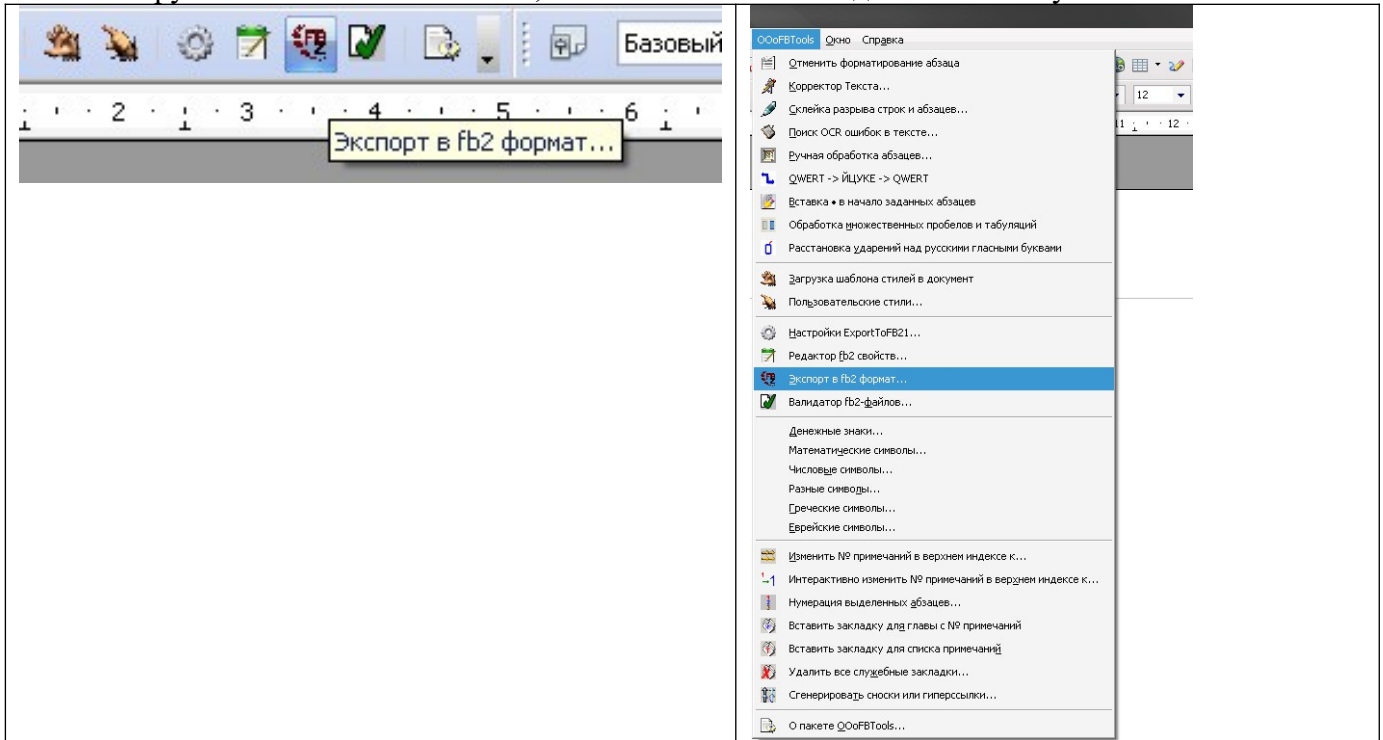 Базовый
2 3 4 5 6
Экспорт в fb2 формат...
OOoFBTools Окно Справка
Отменить форматирование абзаца
Корректор Текста...
12
Склейка разрыва строк и абзацев...
11 12
Поиск OCR ошибок в тексте...
Ручная обработка абзацев...
QWERT -> ЙЦУКЕ -> QWERT
Вставка • в начало заданных абзацев
Обработка множественных пробелов и табуляций
Расстановка ударений над русскими гласными буквами
Загрузка шаблона стилей в документ
Пользовательские стили...
Настройки ExportToFB21...
Редактор fb2 свойств...
Экспорт в fb2 формат...
Валидатор fb2-файлов...
Денежные знаки...
Математические символы...
Числовые символы...
Разные символы...
Греческие символы...
Еврейские символы...
Изменить № примечаний в верхнем индексе к...
Интерактивно изменить № примечаний в верхнем индексе к...
Нумерация выделенных абзацев...
Вставить закладку для главы с № примечаний
Вставить закладку для списка примечаний
Удалить все служебные закладки...
Сгенерировать сноски или гиперссылки...
О пакете OOoFBTools...